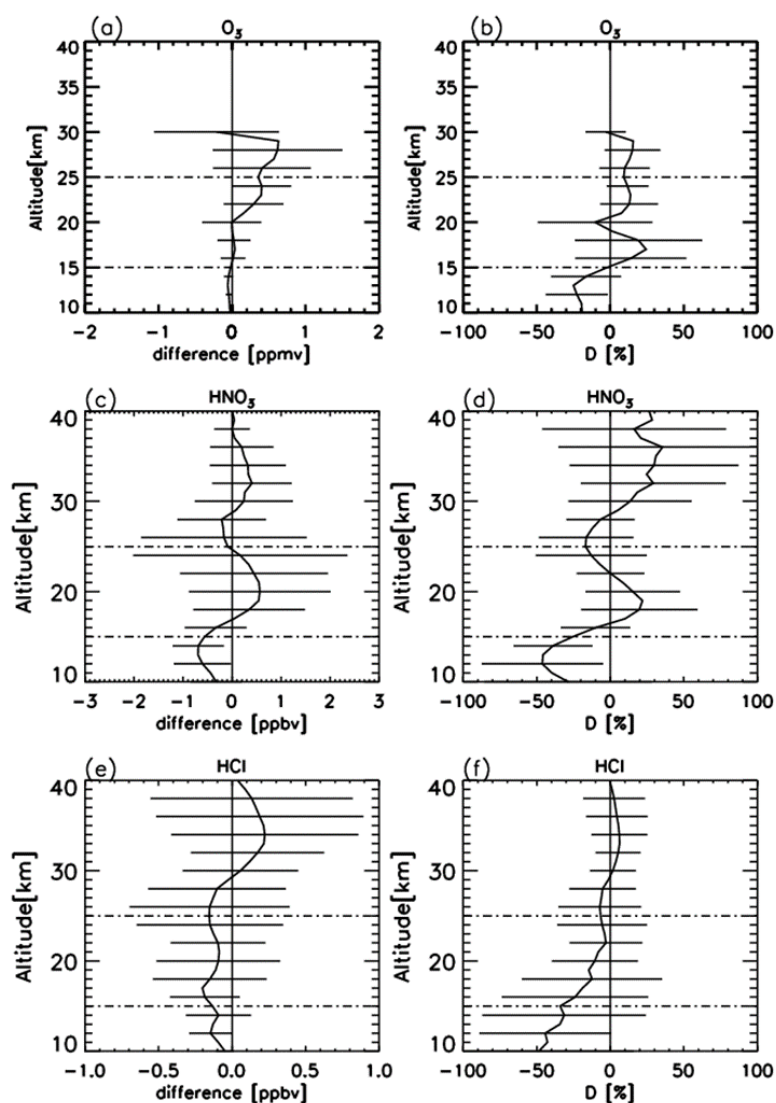 (a) O₃
40
35
30
25
20
15
10
Altitude[km]
-2 -1 0 1 2
difference [ppmv]
(b) O₃
40
35
30
25
20
15
10
Altitude[km]
-100 -50 0 50 100
D [%]
(c) HNO₃
40
30
20
10
Altitude[km]
-3 -2 -1 0 1 2 3
difference [ppbv]
(d) HNO₃
40
30
20
10
Altitude[km]
-100 -50 0 50 100
D [%]
(e) HCl
40
30
20
10
Altitude[km]
-1.0 -0.5 0.0 0.5 1.0
difference [ppbv]
(f) HCl
40
30
20
10
Altitude[km]
-100 -50 0 50 100
D [%]